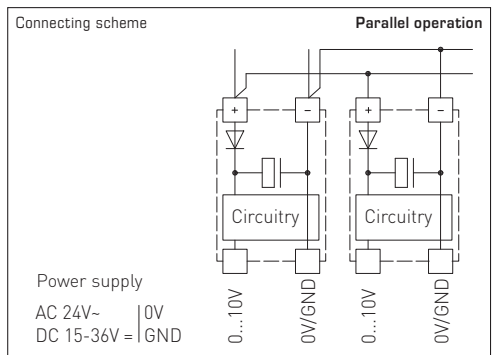 Connecting scheme
Parallel operation
+ − + −
Circuitry
Circuitry
Power supply
AC 24V~ 0V
DC 15-36V = GND
0...10V
0V/GND
0...10V
0V/GND